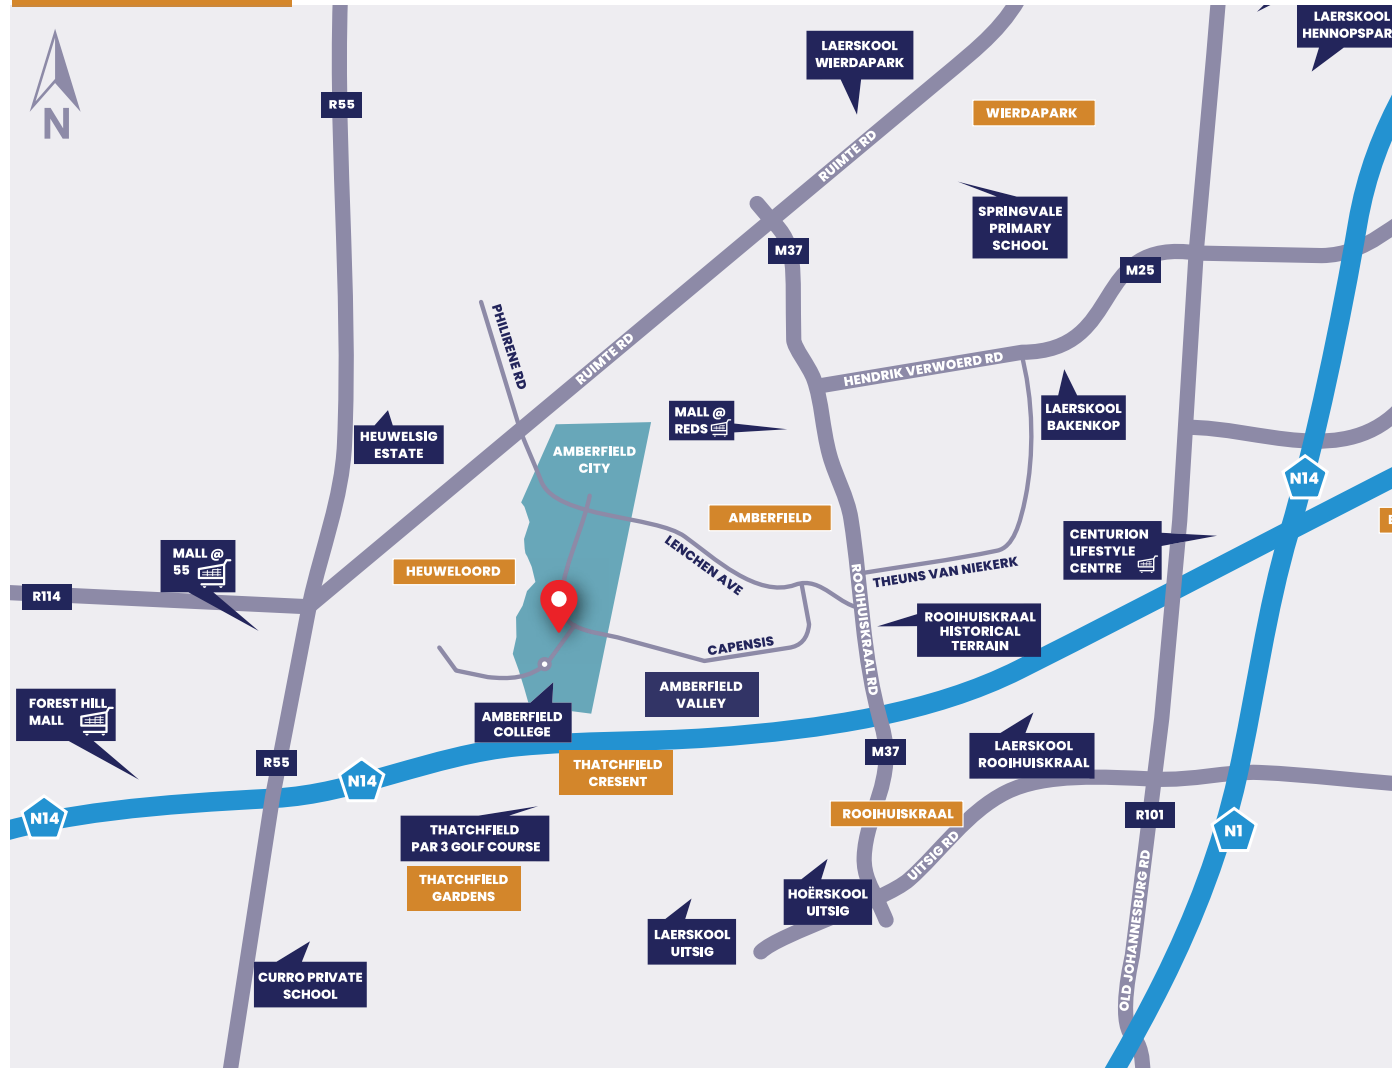 LAERSKOOL
HENNOPSPAR
LAERSKOOL
WIERDAPARK
N
R55
WIERDAPARK
RUIMTE RD
SPRINGVALE
PRIMARY
SCHOOL
M37
M25
PHILIRENE RD
RUIMTE RD
HENDRIK VERWOERD RD
MALL @
REDS
LAERSKOOL
BAKENKOP
HEUWELSIG
ESTATE
AMBERFIELD
CITY
N14
AMBERFIELD
CENTURION
LIFESTYLE
CENTRE
LENCHEN AVE
MALL @
55
HEUWELOORD
THEUNS VAN NIEKERK
R114
ROOIHUISKRAAL RD
ROOIHUISKRAAL
HISTORICAL
TERRAIN
CAPENSIS
AMBERFIELD
VALLEY
FOREST HILL
MALL
AMBERFIELD
COLLEGE
M37
LAERSKOOL
ROOIHUISKRAAL
R55
THATCHFIELD
CRESENT
N14
N14
ROOIHUISKRAAL
R101
N1
THATCHFIELD
PAR 3 GOLF COURSE
UITSIG RD
THATCHFIELD
GARDENS
HOËRSKOOL
UITSIG
OLD JOHANNESBURG RD
LAERSKOOL
UITSIG
CURRO PRIVATE
SCHOOL